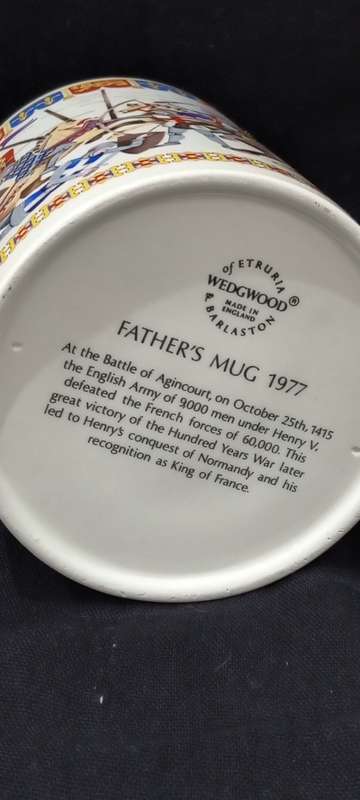 of ETRURIA
WEDGWOOD®
MADE IN
ENGLAND
& BARLASTON
FATHER'S MUG 1977
At the Battle of Agincourt, on October 25th, 1415
the English Army of 9,000 men under Henry V.
defeated the French forces of 60,000. This
great victory of the Hundred Years War later
led to Henry's conquest of Normandy and his
recognition as King of France.